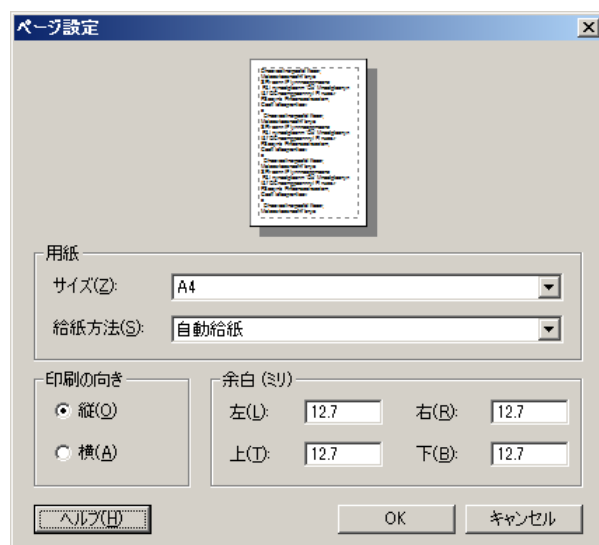 ページ設定
用紙
サイズ(Z): A4
給紙方法(S): 自動給紙
印刷の向き
縦(O)
横(A)
余白 (ミリ)
左(L): 12.7 右(R): 12.7
上(T): 12.7 下(B): 12.7
ヘルプ(H) OK キャンセル